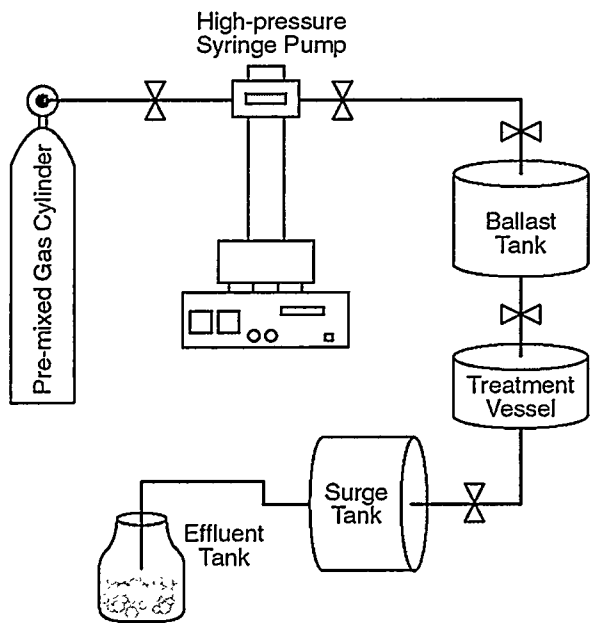 High-pressure
Syringe Pump
Pre-mixed Gas Cylinder
Ballast
Tank
Treatment
Vessel
Surge
Tank
Effluent
Tank